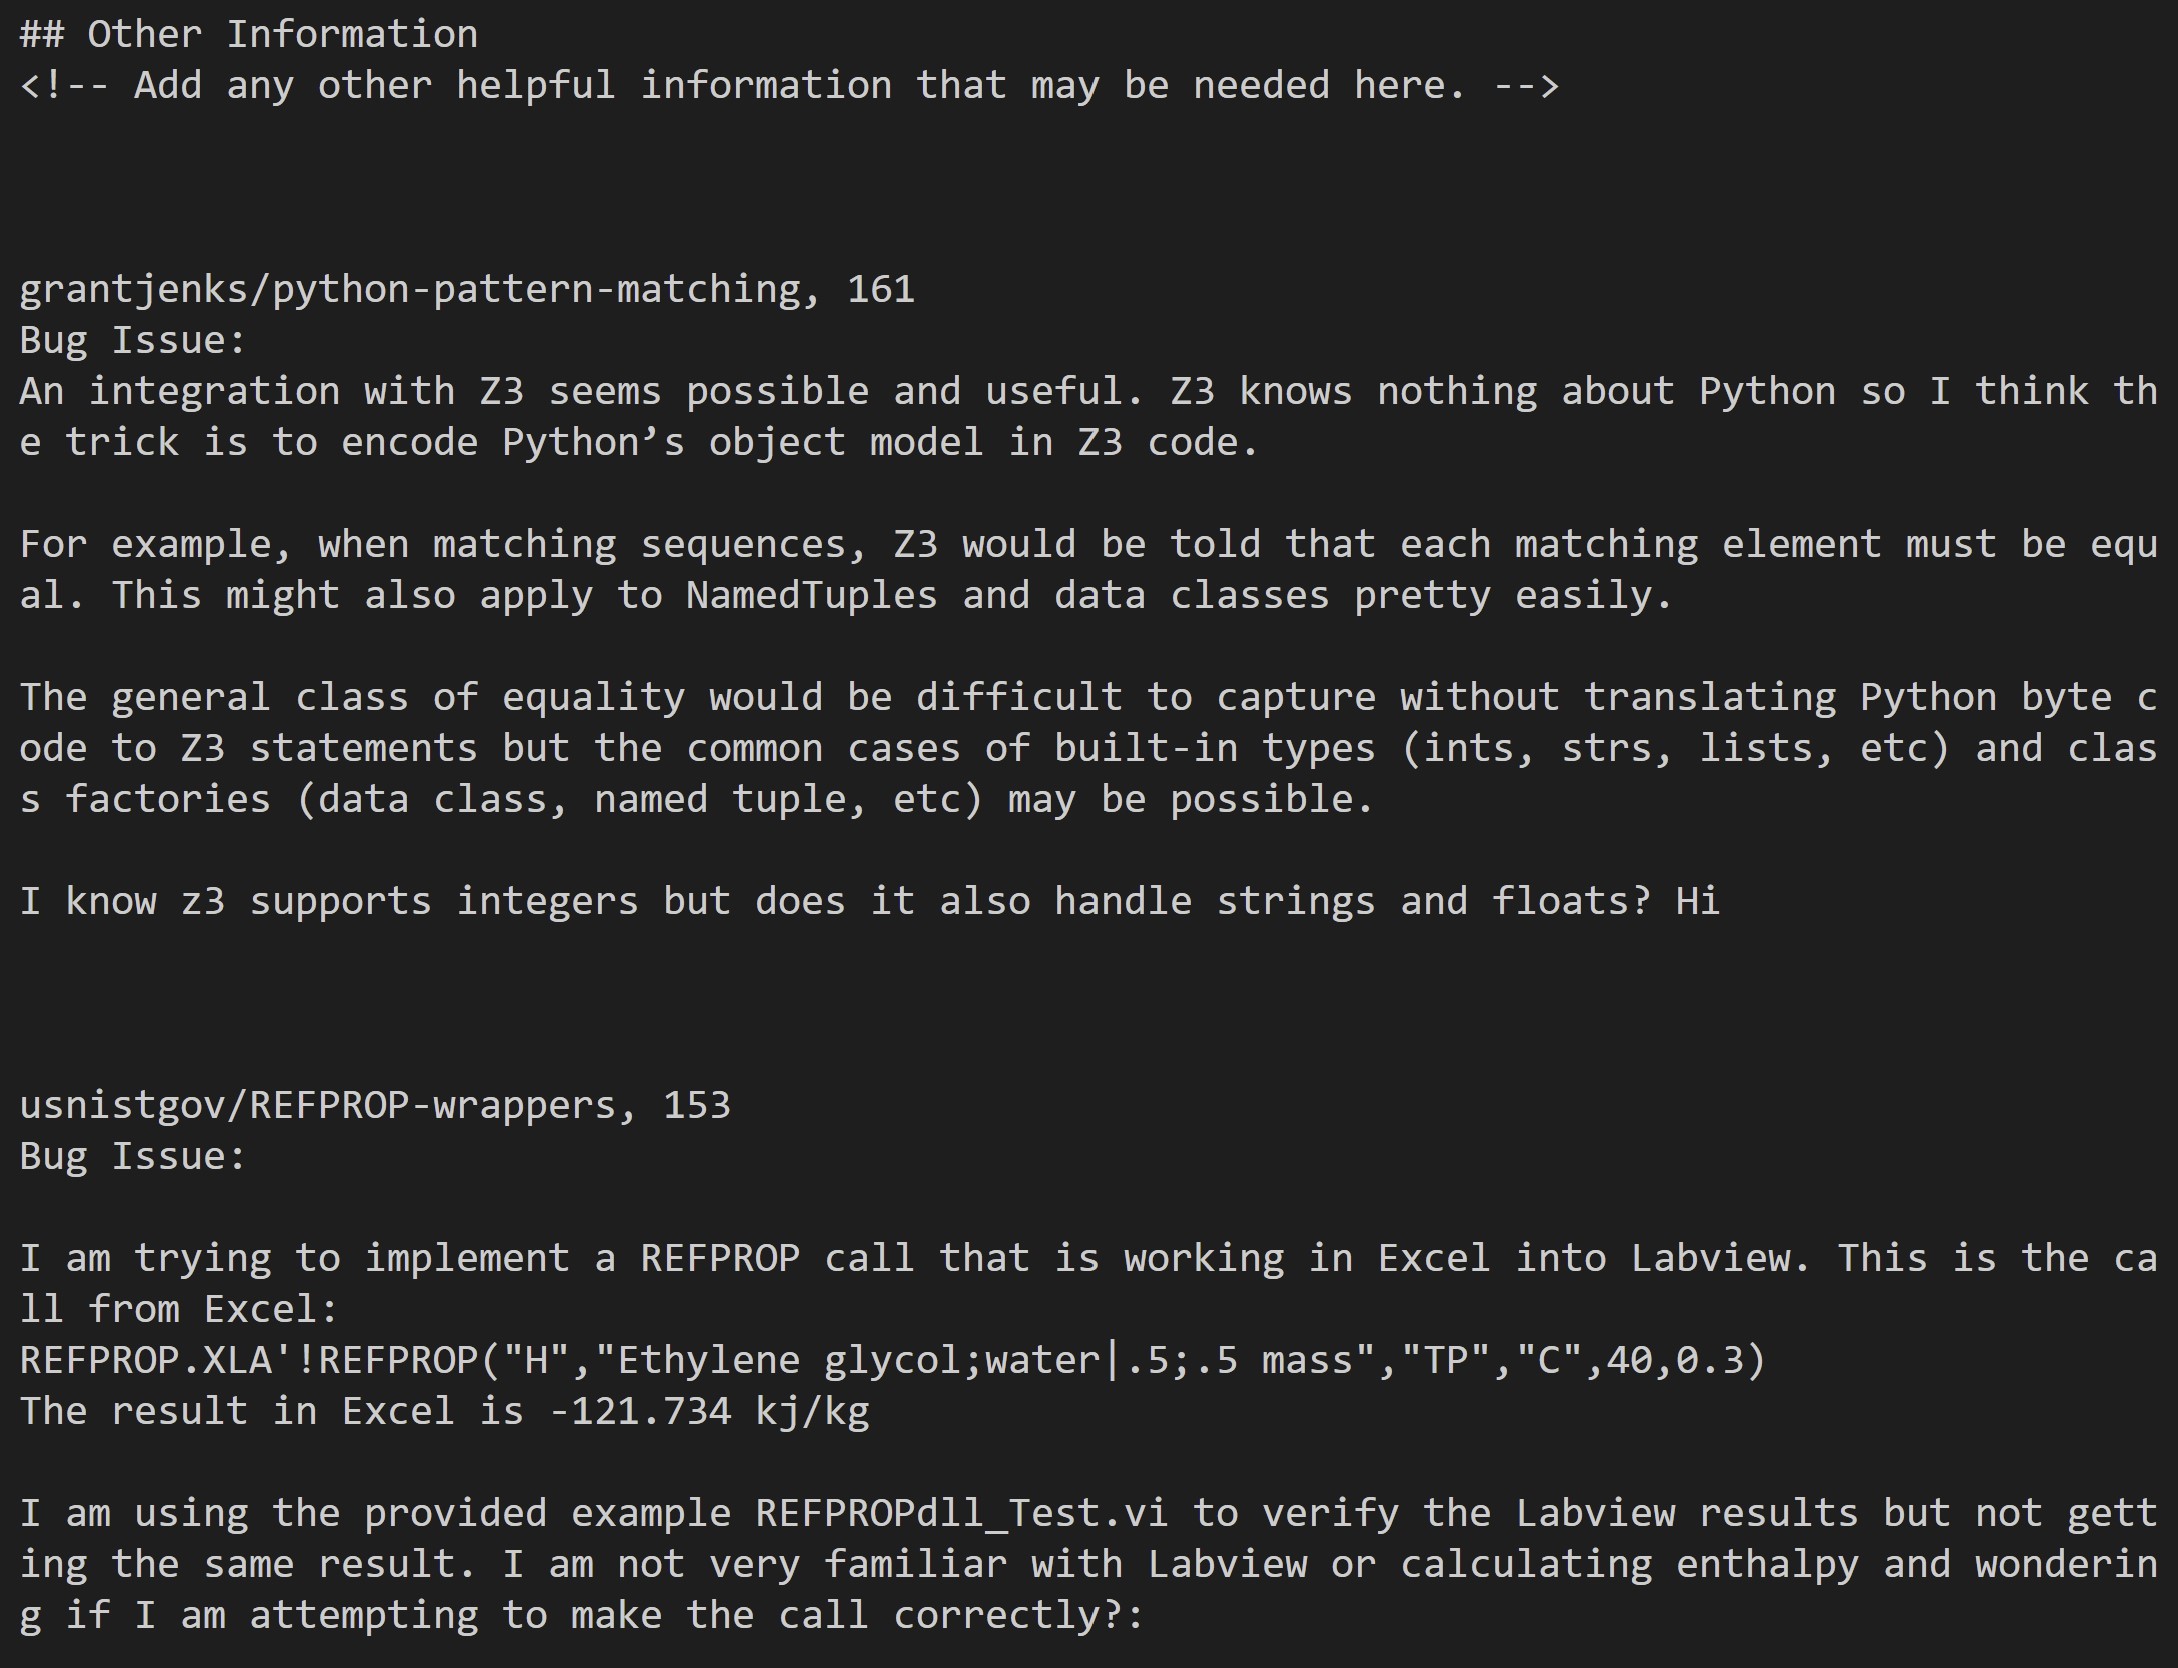 ## Other Information
<!-- Add any other helpful information that may be needed here. -->
grantjenks/python-pattern-matching, 161
Bug Issue:
An integration with Z3 seems possible and useful. Z3 knows nothing about Python so I think th
e trick is to encode Python’s object model in Z3 code.
For example, when matching sequences, Z3 would be told that each matching element must be equ
al. This might also apply to NamedTuples and data classes pretty easily.
The general class of equality would be difficult to capture without translating Python byte c
ode to Z3 statements but the common cases of built-in types (ints, strs, lists, etc) and clas
s factories (data class, named tuple, etc) may be possible.
I know z3 supports integers but does it also handle strings and floats? Hi
usnistgov/REFPROP-wrappers, 153
Bug Issue:
I am trying to implement a REFPROP call that is working in Excel into Labview. This is the ca
ll from Excel:
REFPROP.XLA'!REFPROP("H","Ethylene glycol;water|.5;.5 mass","TP","C",40,0.3)
The result in Excel is -121.734 kj/kg
I am using the provided example REFPROPdll_Test.vi to verify the Labview results but not gett
ing the same result. I am not very familiar with Labview or calculating enthalpy and wonderin
g if I am attempting to make the call correctly?: